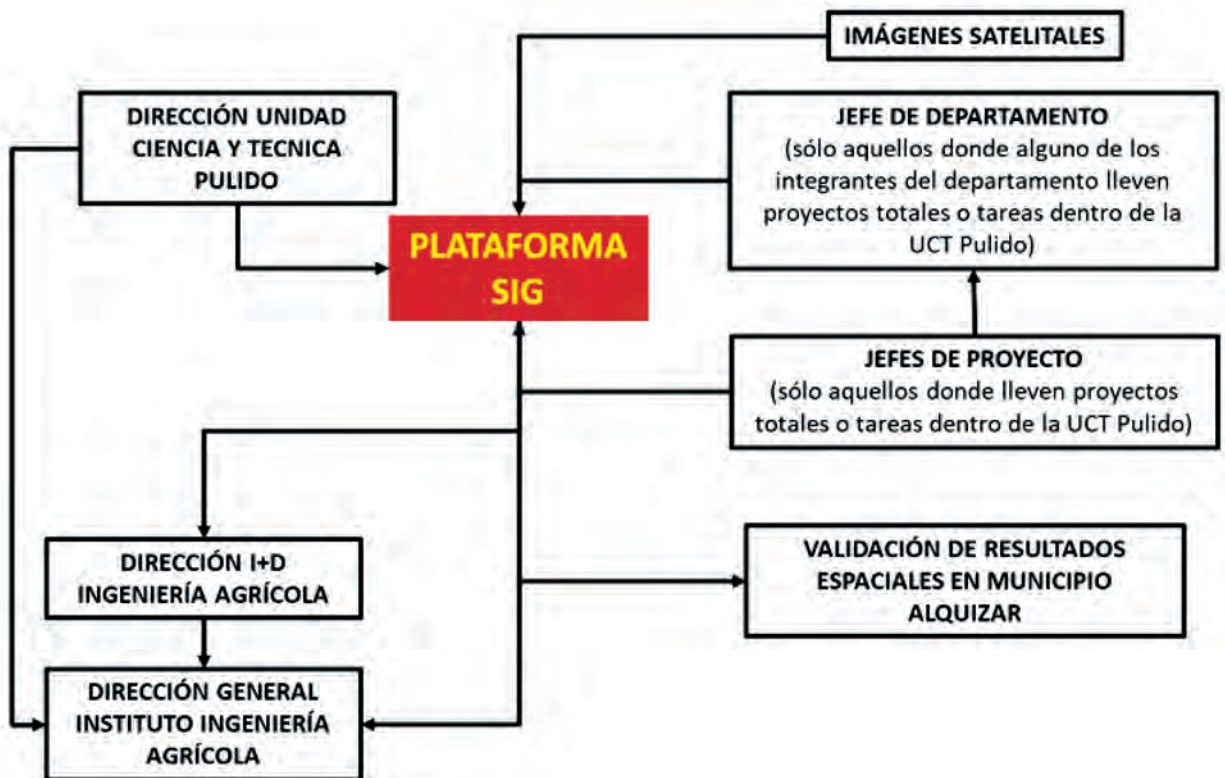 IMÁGENES SATELITALES
DIRECCIÓN UNIDAD
CIENCIA Y TECNICA
PULIDO
JEFE DE DEPARTAMENTO
(sólo aquellos donde alguno de los
integrantes del departamento lleven
proyectos totales o tareas dentro de la
UCT Pulido)
PLATAFORMA
SIG
JEFES DE PROYECTO
(sólo aquellos donde lleven proyectos
totales o tareas dentro de la UCT Pulido)
DIRECCIÓN I+D
INGENIERÍA AGRÍCOLA
VALIDACIÓN DE RESULTADOS
ESPACIALES EN MUNICIPIO
ALQUIZAR
DIRECCIÓN GENERAL
INSTITUTO INGENIERÍA
AGRÍCOLA